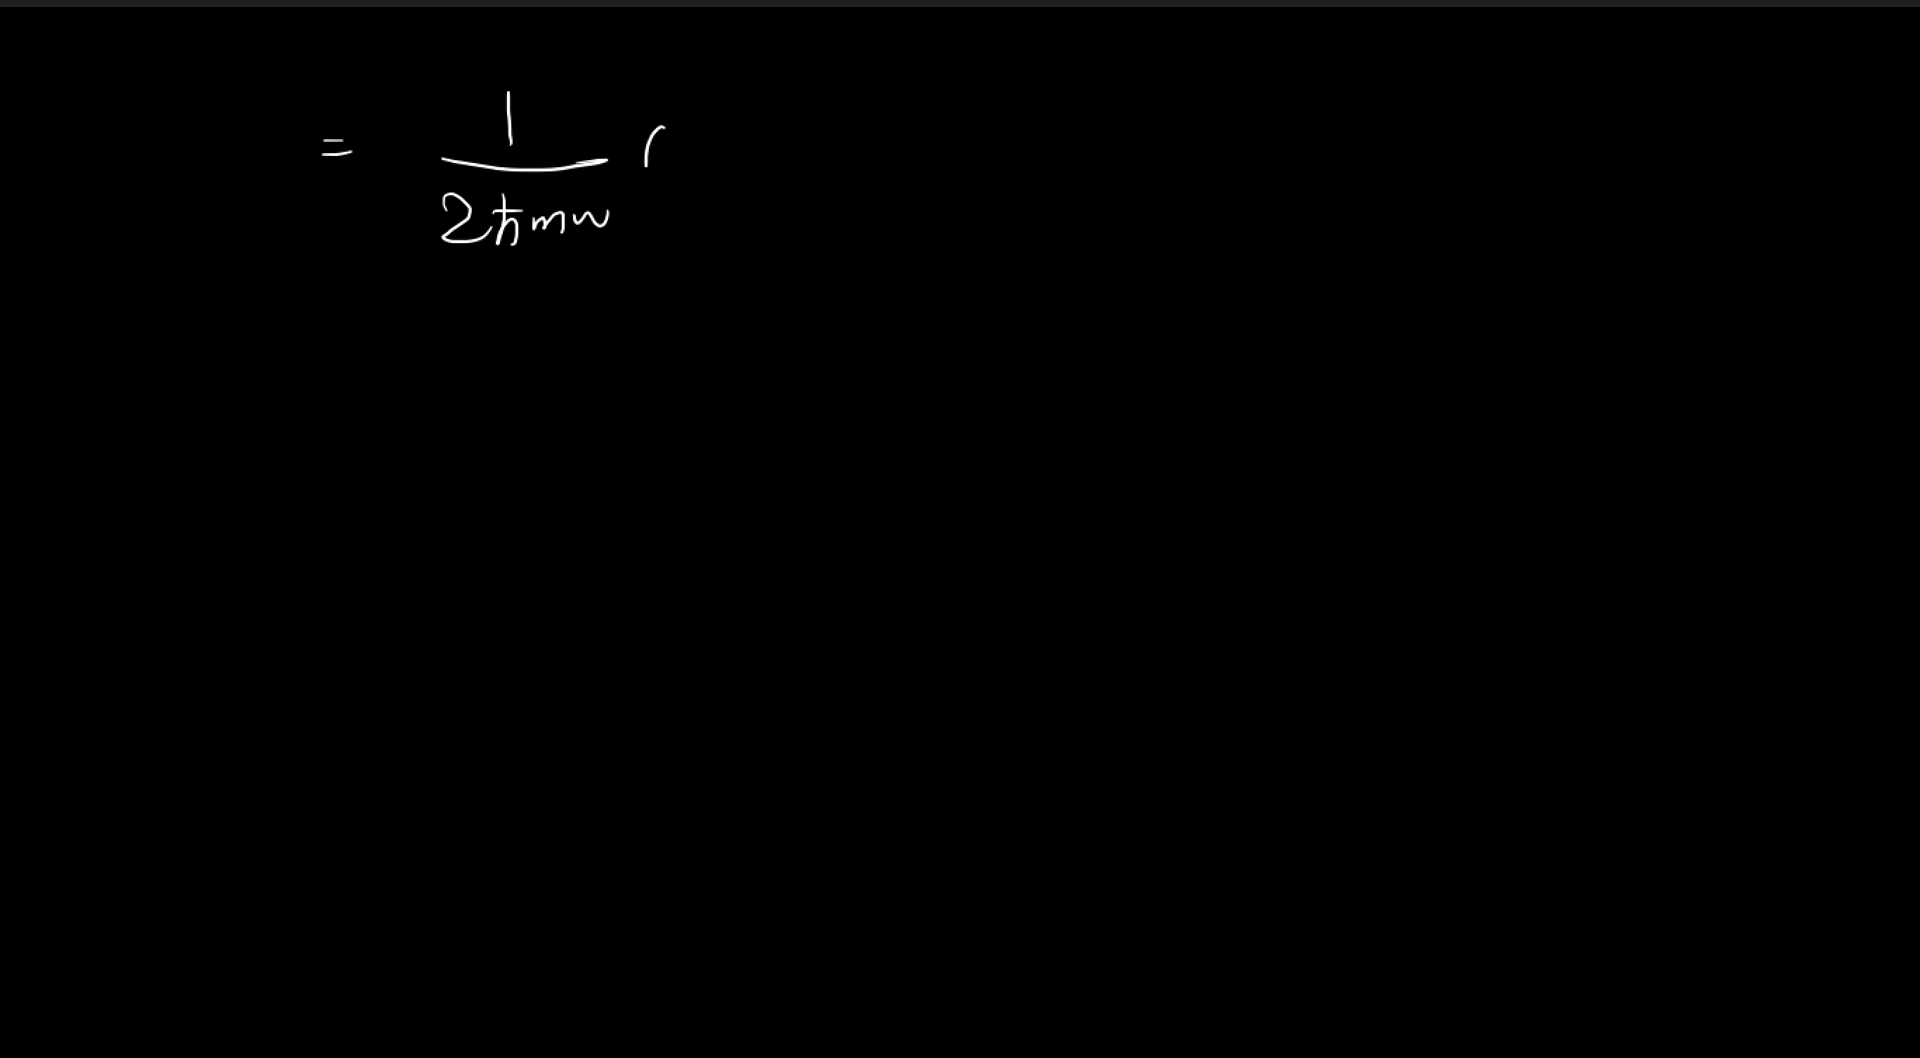 = 1/2ħmω (